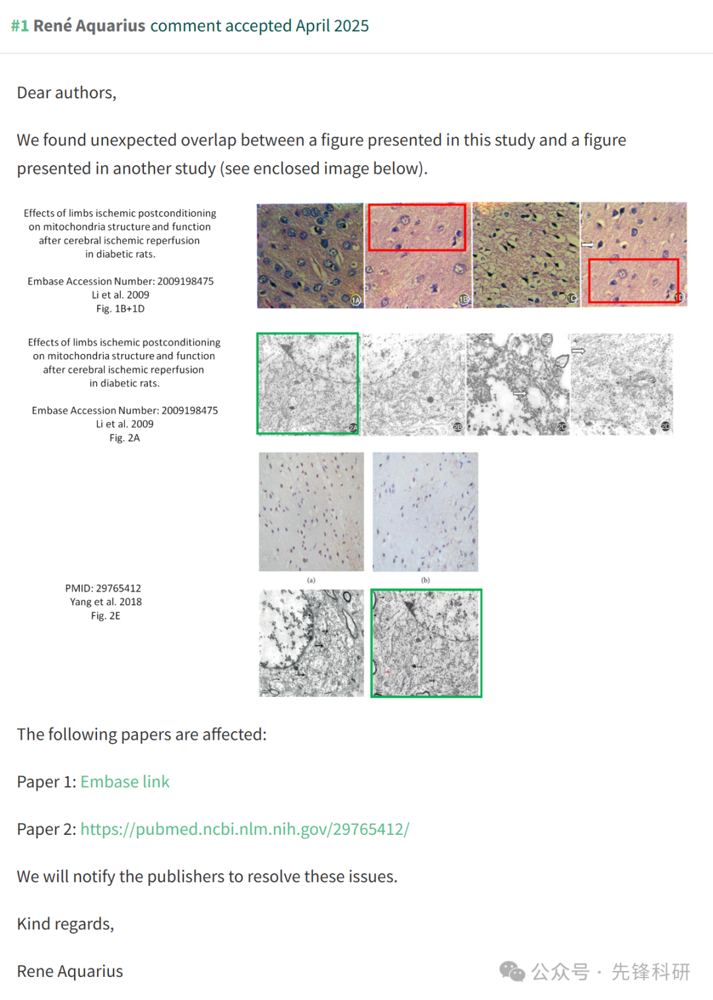 #1 René Aquarius comment accepted April 2025
Dear authors,
We found unexpected overlap between a figure presented in this study and a figure
presented in another study (see enclosed image below).
Effects of limbs ischemic postconditioning
on mitochondria structure and function
after cerebral ischemic reperfusion
in diabetic rats.
Embase Accession Number: 2009198475
Li et al. 2009
Fig. 1B+1D
1A
1B
1C
1D
Effects of limbs ischemic postconditioning
on mitochondria structure and function
after cerebral ischemic reperfusion
in diabetic rats.
Embase Accession Number: 2009198475
Li et al. 2009
Fig. 2A
2A
2B
2C
2D
(a)
(b)
PMID: 29765412
Yang et al. 2018
Fig. 2E
The following papers are affected:
Paper 1: Embase link
Paper 2: https://pubmed.ncbi.nlm.nih.gov/29765412/
We will notify the publishers to resolve these issues.
Kind regards,
Rene Aquarius
公众号 · 先锋科研